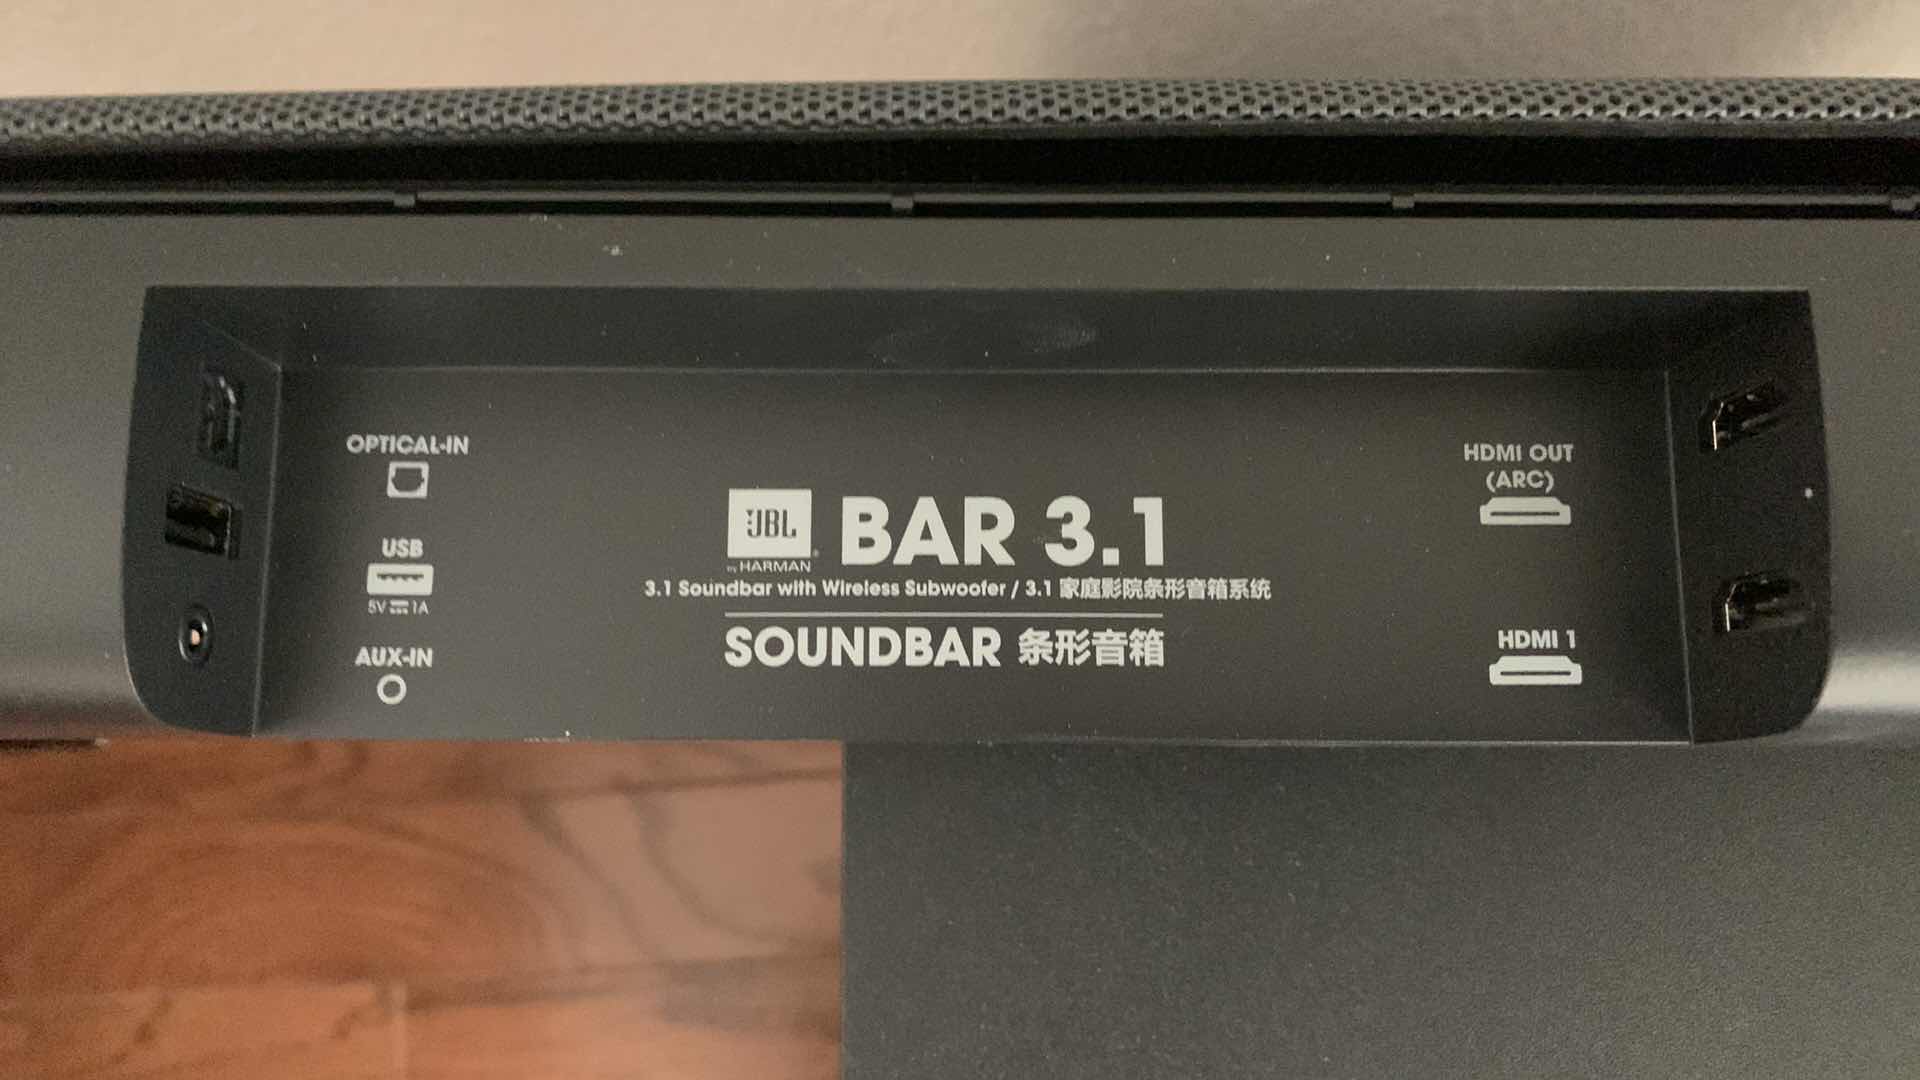 OPTICAL-IN
USB
5V⎓1A
AUX-IN
JBL
by HARMAN
BAR 3.1
3.1 Soundbar with Wireless Subwoofer / 3.1 家庭影院条形音箱系统
SOUNDBAR 条形音箱
HDMI OUT
(ARC)
HDMI 1